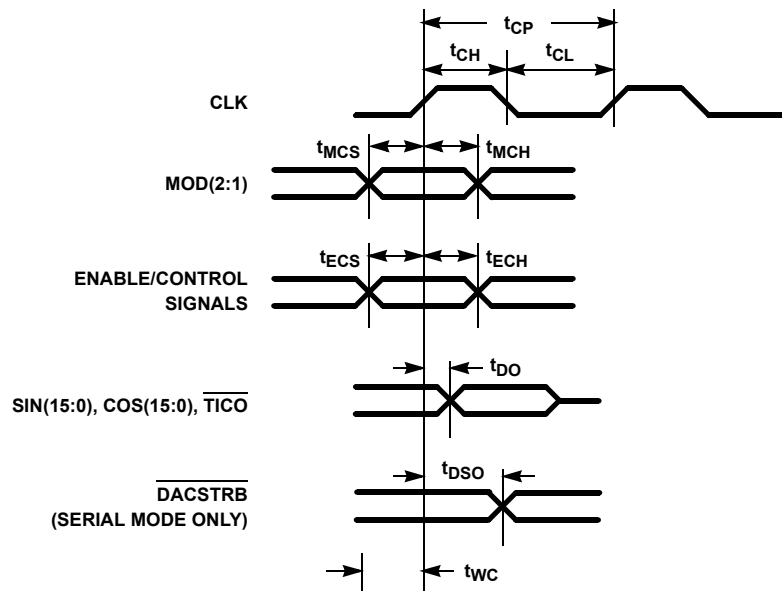 tCP
tCH tCL
CLK
tMCS tMCH
MOD(2:1)
tECS tECH
ENABLE/CONTROL
SIGNALS
tDO
SIN(15:0), COS(15:0), TICO
tDSO
DACSTRB
(SERIAL MODE ONLY)
tWC